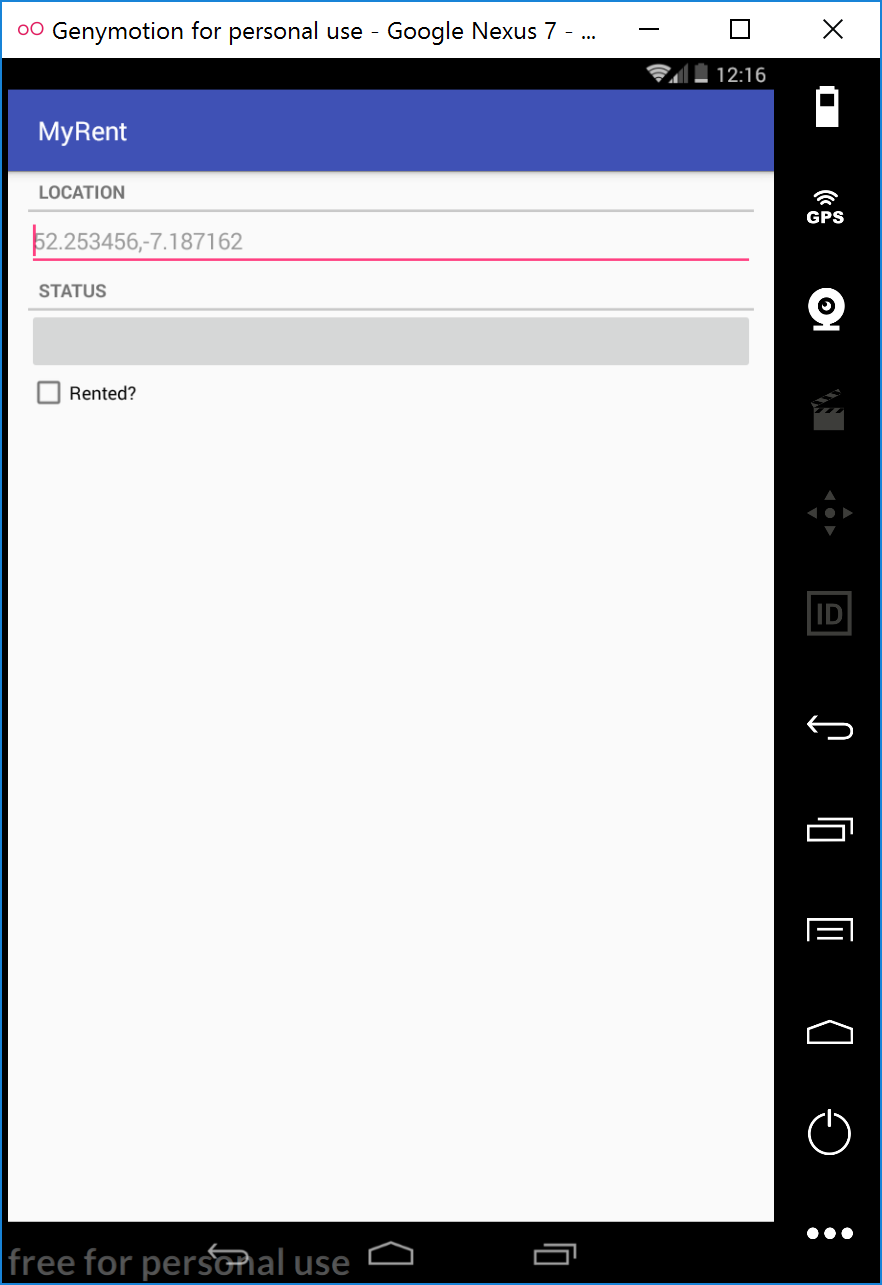 Genymotion for personal use - Google Nexus 7 - ...
12:16
MyRent
LOCATION
52.253456,-7.187162
STATUS
Rented?
GPS
ID
free for personal use